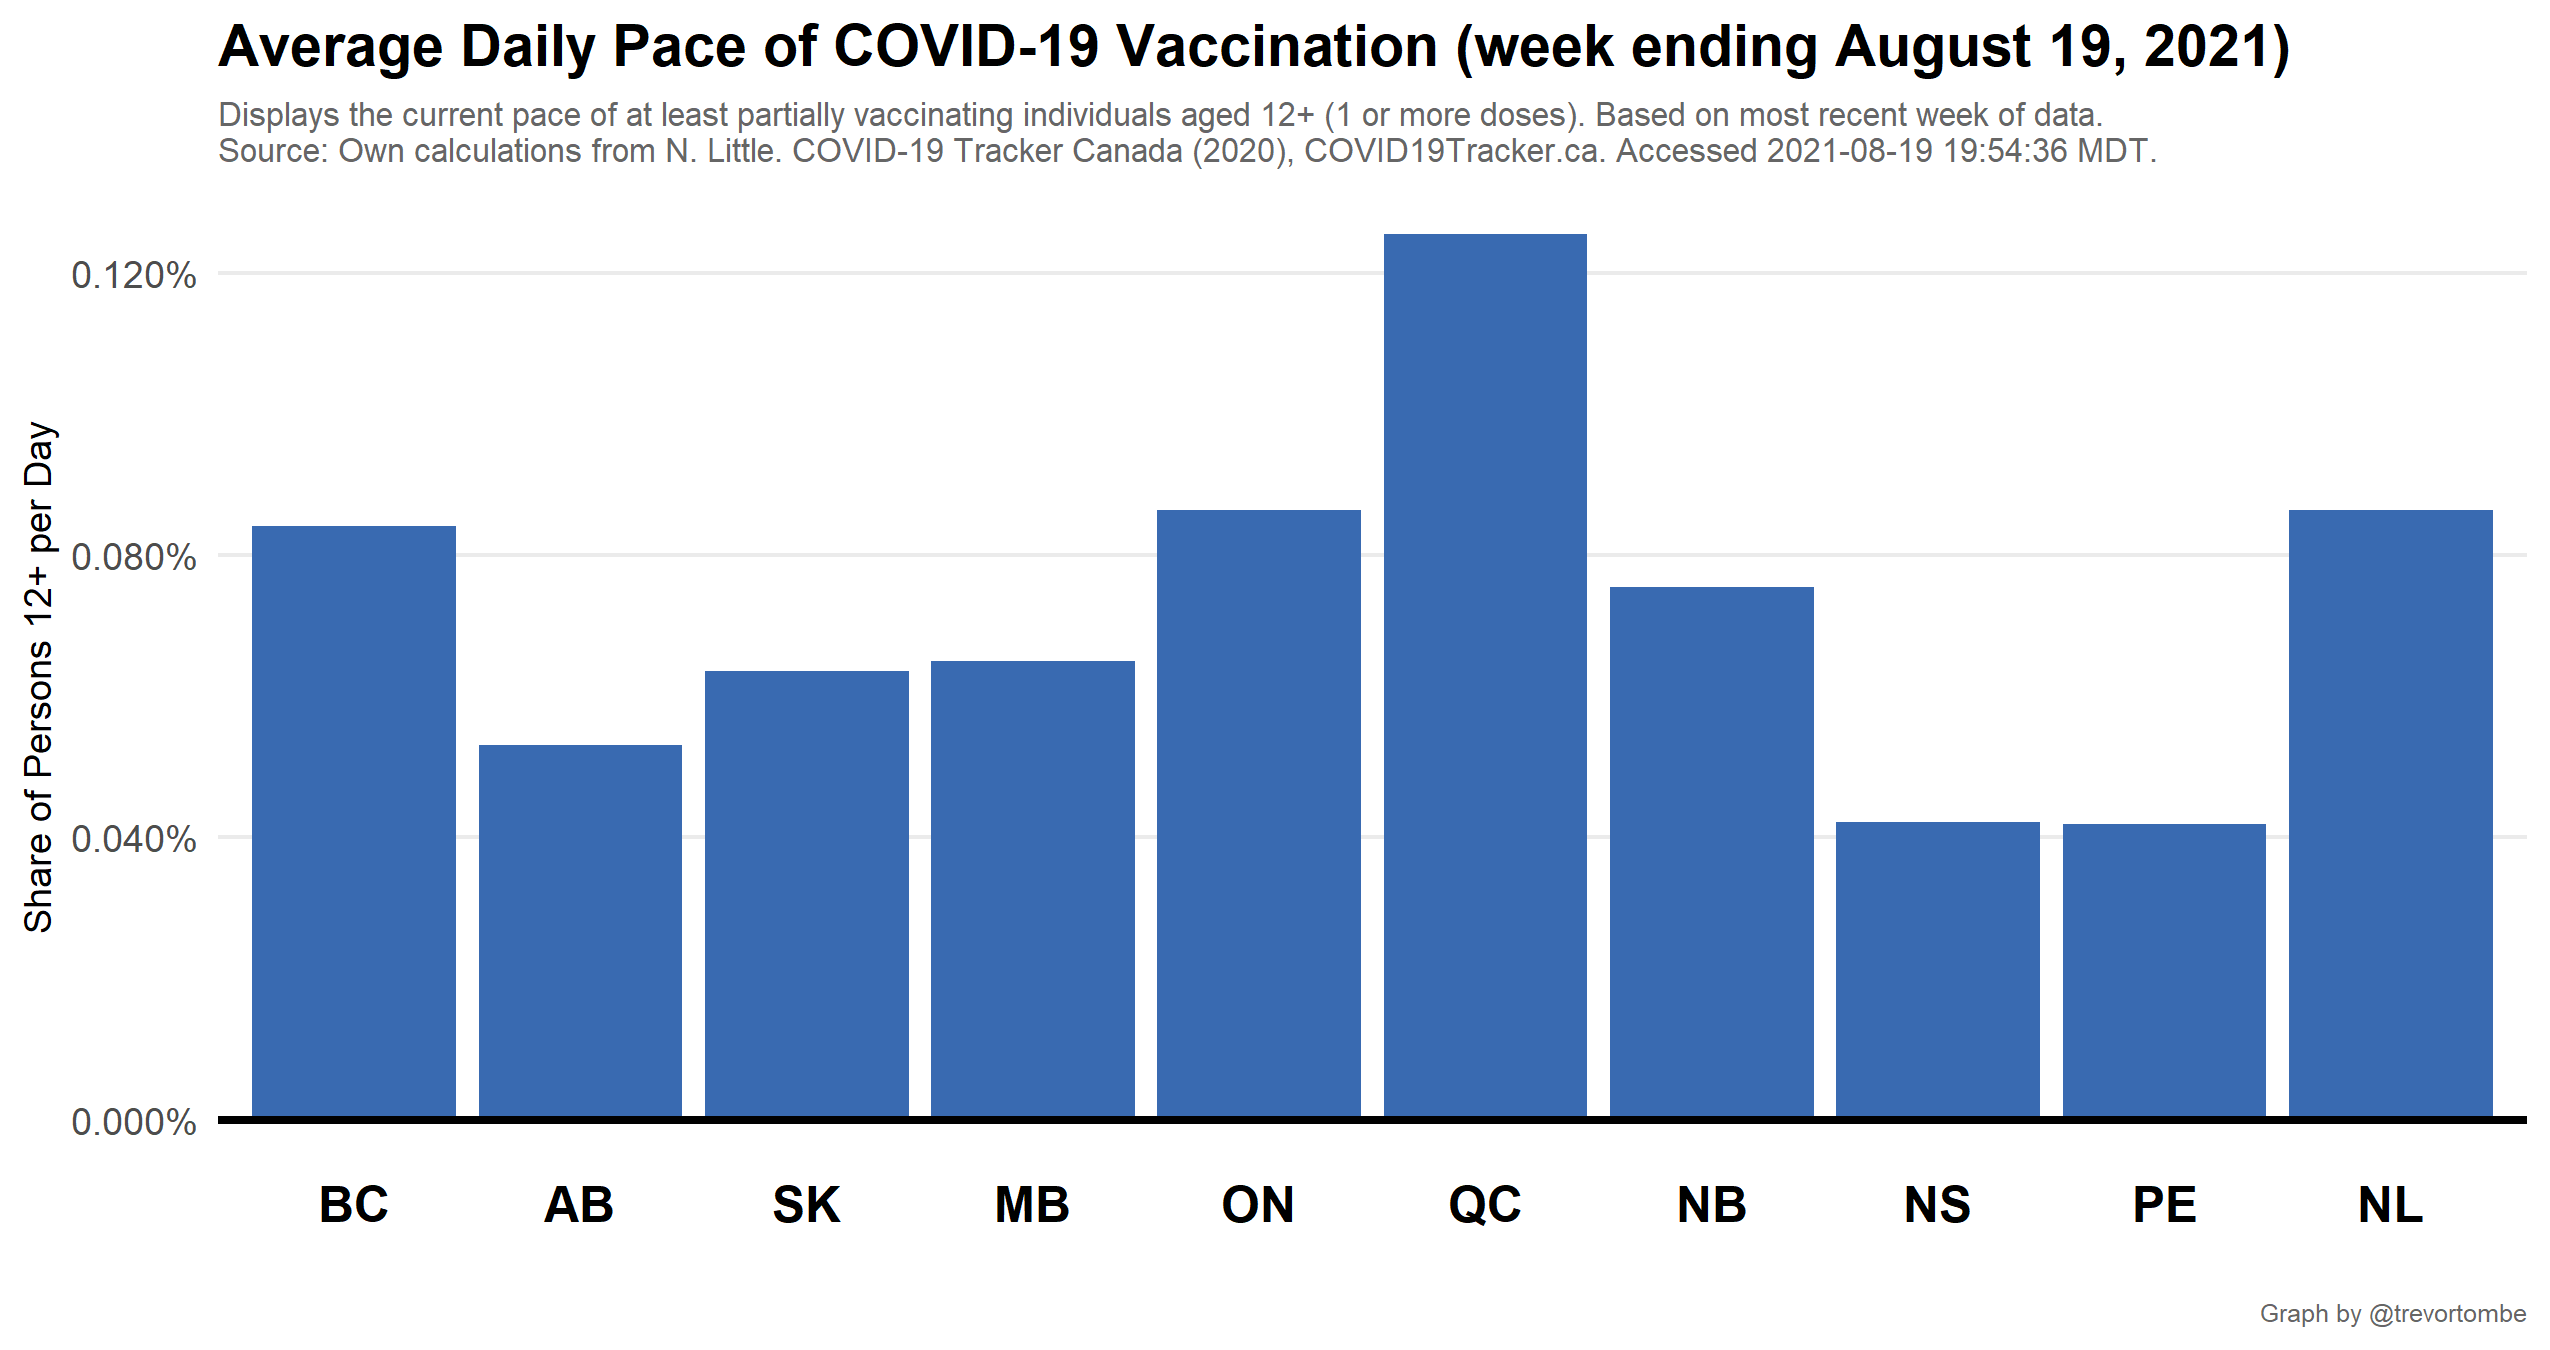 Average Daily Pace of COVID-19 Vaccination (week ending August 19, 2021)
Displays the current pace of at least partially vaccinating individuals aged 12+ (1 or more doses). Based on most recent week of data.
Source: Own calculations from N. Little. COVID-19 Tracker Canada (2020), COVID19Tracker.ca. Accessed 2021-08-19 19:54:36 MDT.
Share of Persons 12+ per Day
0.120%
0.080%
0.040%
0.000%
BC AB SK MB ON QC NB NS PE NL
Graph by @trevortombe